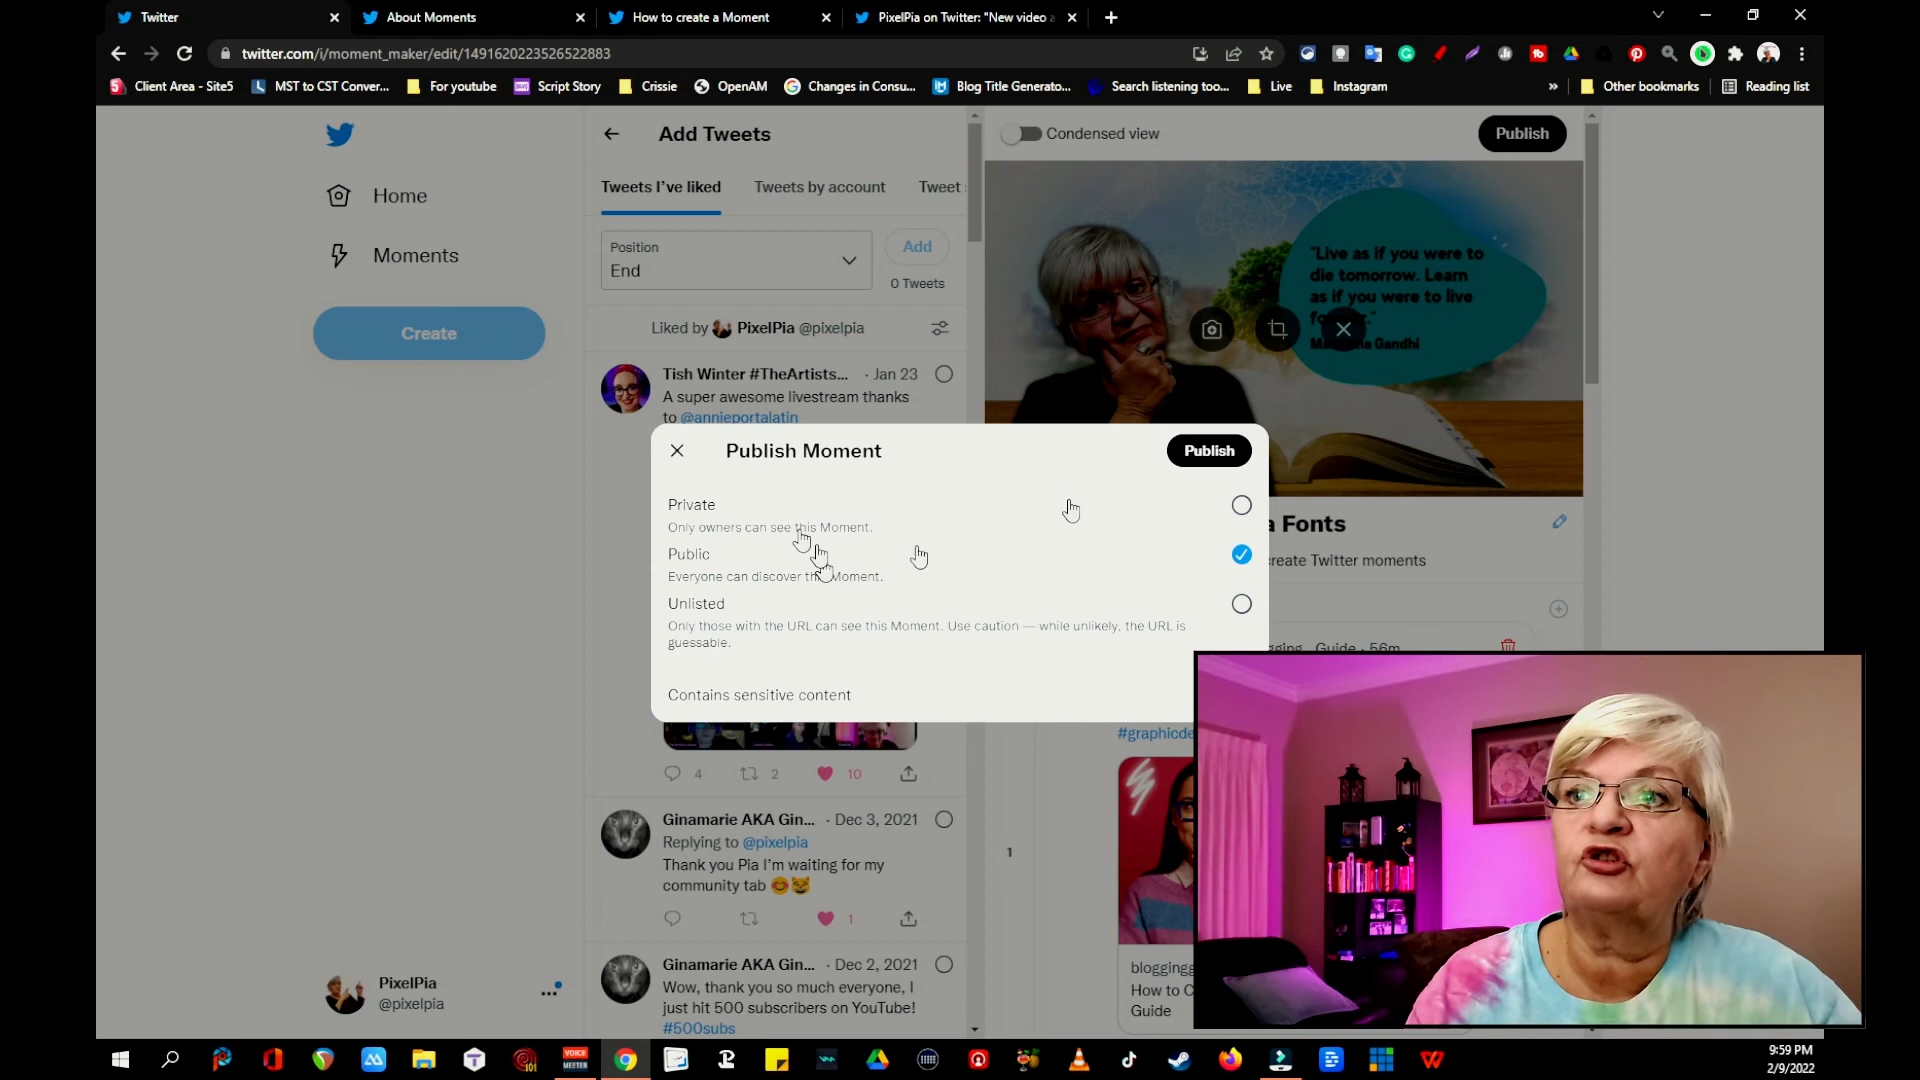 Twitter
About Moments
How to create a Moment
PixelPia on Twitter: "New video a
twitter.com/i/moment_maker/edit/1491620223526522883
Client Area - Site5
MST to CST Conver...
For youtube
Script Story
Crissie
OpenAM
Changes in Consu...
Blog Title Generato...
Search listening too...
Live
Instagram
»
Other bookmarks
Reading list
Home
Moments
Create
PixelPia
@pixelpia
Add Tweets
Tweets I've liked
Tweets by account
Tweet
Position
End
Add
0 Tweets
Liked by PixelPia @pixelpia
Tish Winter #TheArtists... · Jan 23
A super awesome livestream thanks
to @annieportalatin
4 2 10
Ginamarie AKA Gin... · Dec 3, 2021
Replying to @pixelpia
Thank you Pia I'm waiting for my
community tab 😊😸
1
Ginamarie AKA Gin... · Dec 2, 2021
Wow, thank you so much everyone, I
just hit 500 subscribers on YouTube!
#500subs
Condensed view
Publish
"Live as if you were to
die tomorrow. Learn
as if you were to live
Gandhi
Publish Moment
Publish
Private
Only owners can see this Moment.
Public
Everyone can discover this Moment.
Unlisted
Only those with the URL can see this Moment. Use caution — while unlikely, the URL is
guessable.
Contains sensitive content
a Fonts
create Twitter moments
Guide · 56m
#graphicde
1
blogging
How to C
Guide
VOICE
MEETER
101
9:59 PM
2/9/2022